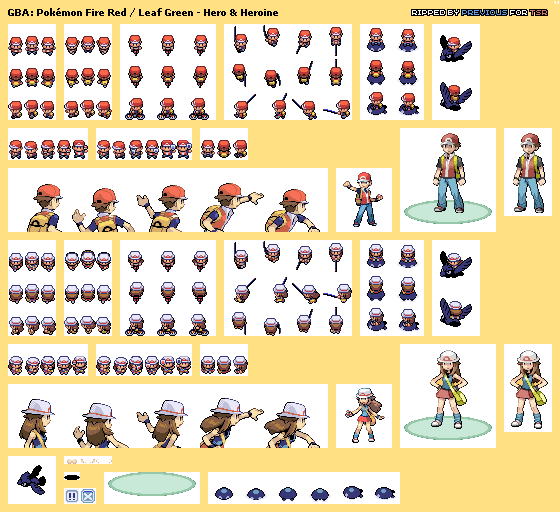 GBA: Pokémon Fire Red / Leaf Green - Hero & Heroine
RIPPED BY PREVIOUS FOR TSR